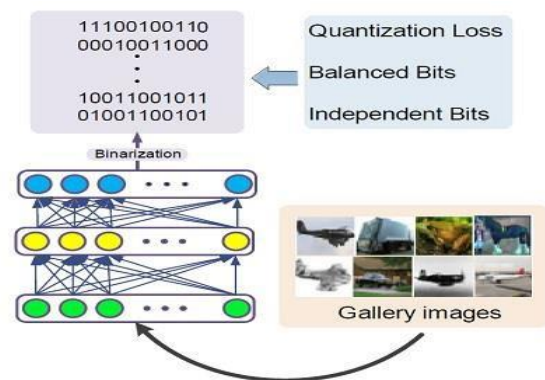 11100100110
00010011000
10011001011
01001100101
Quantization Loss
Balanced Bits
Independent Bits
Binarization
Gallery images